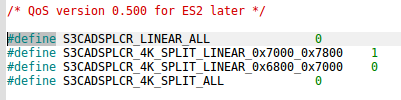 /* QoS version 0.500 for ES2 later */
#define S3CADSPLCR_LINEAR_ALL 0
#define S3CADSPLCR_4K_SPLIT_LINEAR_0x7000_0x7800 1
#define S3CADSPLCR_4K_SPLIT_LINEAR_0x6800_0x7000 0
#define S3CADSPLCR_4K_SPLIT_ALL 0